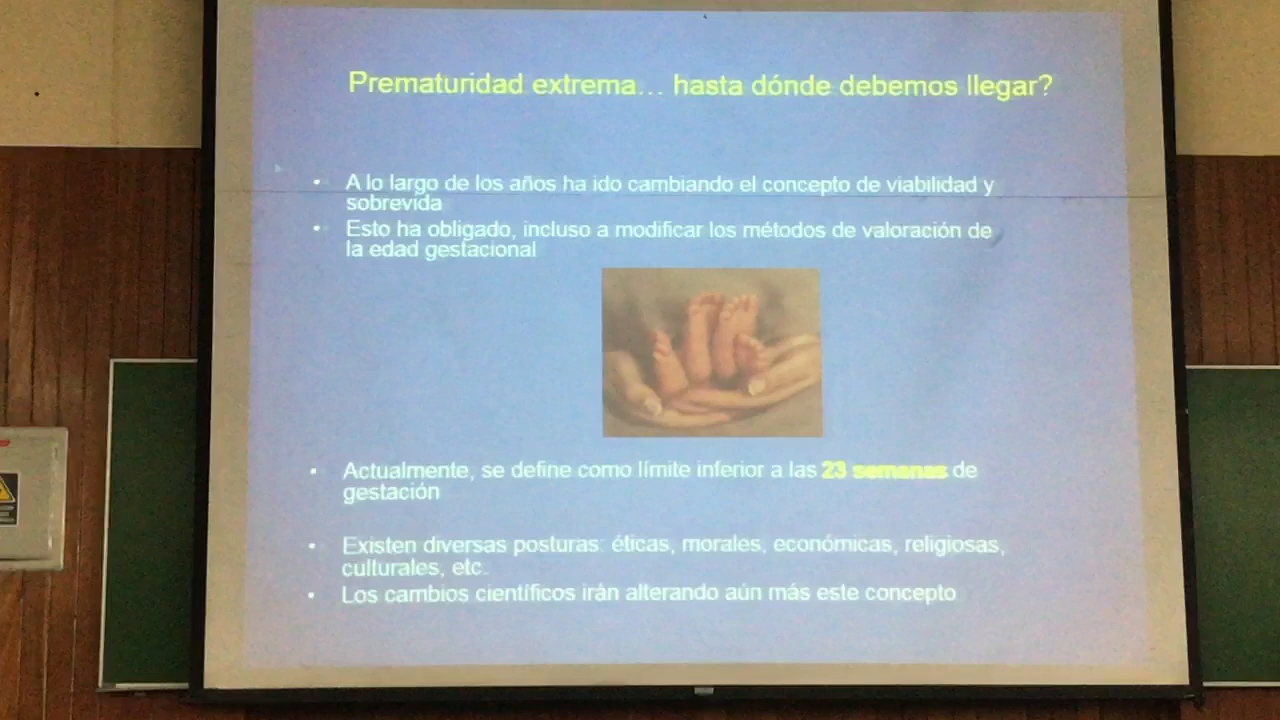 Prematuridad extrema... hasta dónde debemos llegar?
• A lo largo de los años ha ido cambiando el concepto de viabilidad y
sobrevida
• Esto ha obligado, incluso a modificar los métodos de valoración de
la edad gestacional
• Actualmente, se define como límite inferior a las 23 semanas de
gestación
• Existen diversas posturas: éticas, morales, económicas, religiosas,
culturales, etc.
• Los cambios científicos irán alterando aún más este concepto